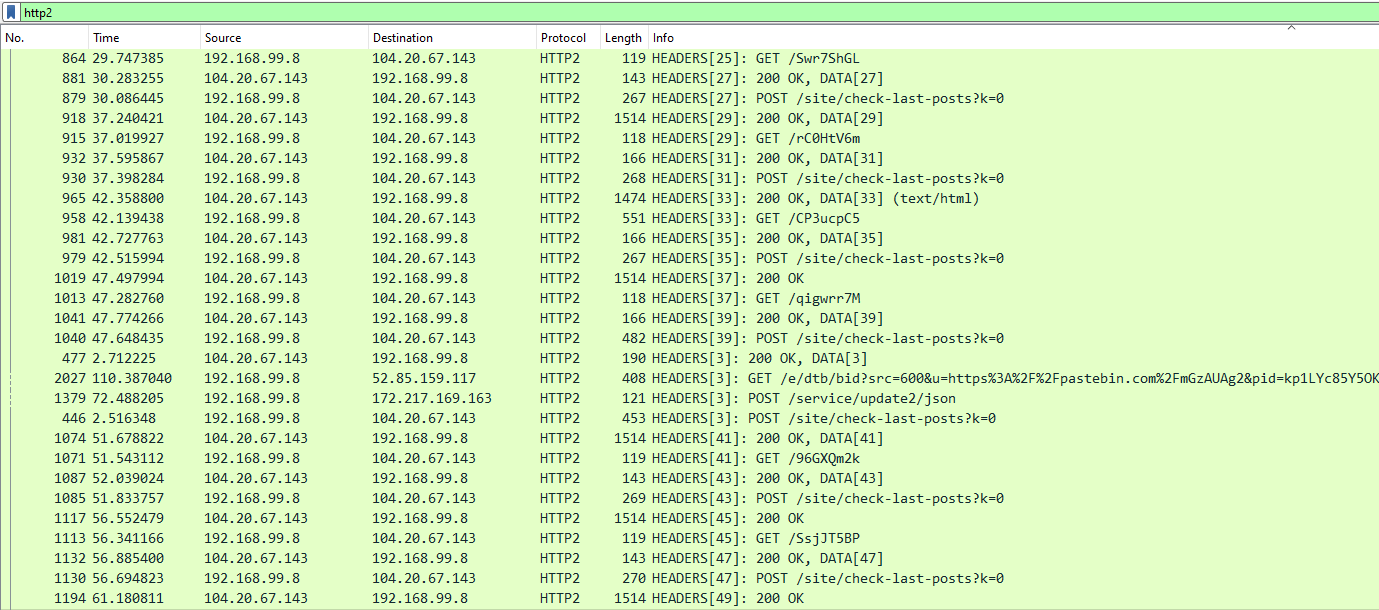 http2
No. Time Source Destination Protocol Length Info
864 29.747385 192.168.99.8 104.20.67.143 HTTP2 119 HEADERS[25]: GET /Swr7ShGL
881 30.283255 104.20.67.143 192.168.99.8 HTTP2 143 HEADERS[27]: 200 OK, DATA[27]
879 30.086445 192.168.99.8 104.20.67.143 HTTP2 267 HEADERS[27]: POST /site/check-last-posts?k=0
918 37.240421 104.20.67.143 192.168.99.8 HTTP2 1514 HEADERS[29]: 200 OK, DATA[29]
915 37.019927 192.168.99.8 104.20.67.143 HTTP2 118 HEADERS[29]: GET /rC0HtV6m
932 37.595867 104.20.67.143 192.168.99.8 HTTP2 166 HEADERS[31]: 200 OK, DATA[31]
930 37.398284 192.168.99.8 104.20.67.143 HTTP2 268 HEADERS[31]: POST /site/check-last-posts?k=0
965 42.358800 104.20.67.143 192.168.99.8 HTTP2 1474 HEADERS[33]: 200 OK, DATA[33] (text/html)
958 42.139438 192.168.99.8 104.20.67.143 HTTP2 551 HEADERS[33]: GET /CP3ucpC5
981 42.727763 104.20.67.143 192.168.99.8 HTTP2 166 HEADERS[35]: 200 OK, DATA[35]
979 42.515994 192.168.99.8 104.20.67.143 HTTP2 267 HEADERS[35]: POST /site/check-last-posts?k=0
1019 47.497994 104.20.67.143 192.168.99.8 HTTP2 1514 HEADERS[37]: 200 OK
1013 47.282760 192.168.99.8 104.20.67.143 HTTP2 118 HEADERS[37]: GET /qigwrr7M
1041 47.774266 104.20.67.143 192.168.99.8 HTTP2 166 HEADERS[39]: 200 OK, DATA[39]
1040 47.648435 192.168.99.8 104.20.67.143 HTTP2 482 HEADERS[39]: POST /site/check-last-posts?k=0
477 2.712225 104.20.67.143 192.168.99.8 HTTP2 190 HEADERS[3]: 200 OK, DATA[3]
2027 110.387040 192.168.99.8 52.85.159.117 HTTP2 408 HEADERS[3]: GET /e/dtb/bid?src=600&u=https%3A%2F%2Fpastebin.com%2FmGzAUAg2&pid=kp1LYc85Y5OK
1379 72.488205 192.168.99.8 172.217.169.163 HTTP2 121 HEADERS[3]: POST /service/update2/json
446 2.516348 192.168.99.8 104.20.67.143 HTTP2 453 HEADERS[3]: POST /site/check-last-posts?k=0
1074 51.678822 104.20.67.143 192.168.99.8 HTTP2 1514 HEADERS[41]: 200 OK, DATA[41]
1071 51.543112 192.168.99.8 104.20.67.143 HTTP2 119 HEADERS[41]: GET /96GXQm2k
1087 52.039024 104.20.67.143 192.168.99.8 HTTP2 143 HEADERS[43]: 200 OK, DATA[43]
1085 51.833757 192.168.99.8 104.20.67.143 HTTP2 269 HEADERS[43]: POST /site/check-last-posts?k=0
1117 56.552479 104.20.67.143 192.168.99.8 HTTP2 1514 HEADERS[45]: 200 OK
1113 56.341166 192.168.99.8 104.20.67.143 HTTP2 119 HEADERS[45]: GET /SsjJT5BP
1132 56.885400 104.20.67.143 192.168.99.8 HTTP2 143 HEADERS[47]: 200 OK, DATA[47]
1130 56.694823 192.168.99.8 104.20.67.143 HTTP2 270 HEADERS[47]: POST /site/check-last-posts?k=0
1194 61.180811 104.20.67.143 192.168.99.8 HTTP2 1514 HEADERS[49]: 200 OK